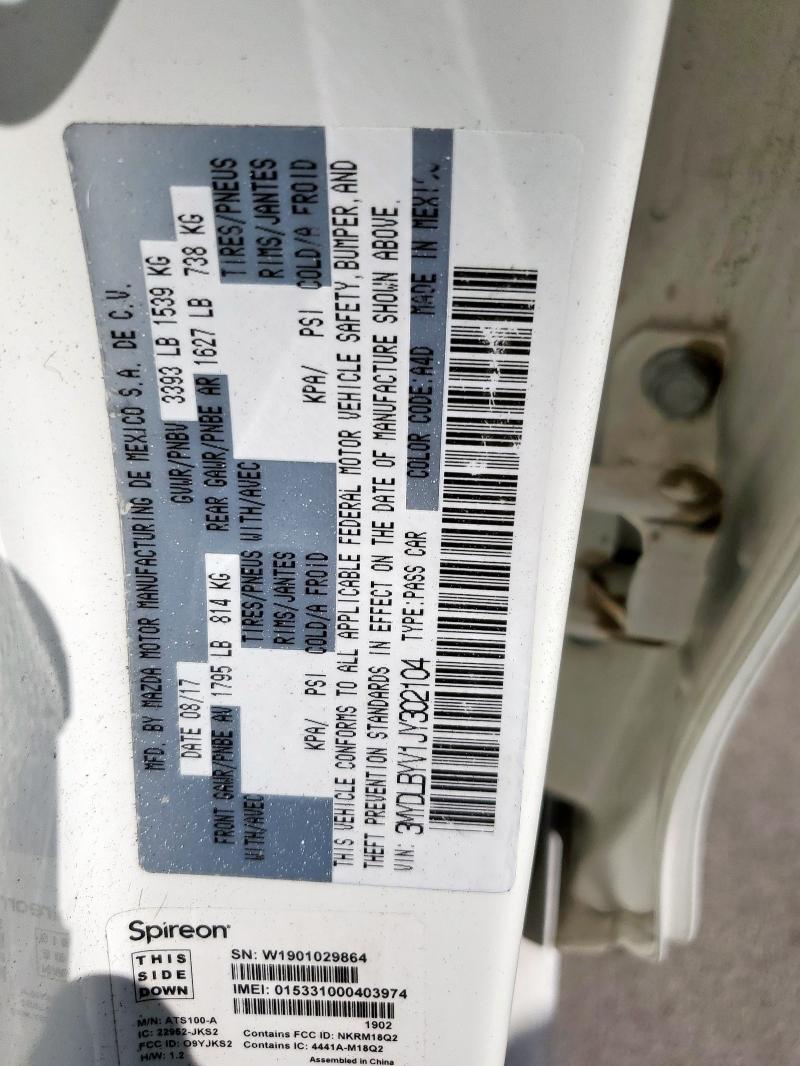 MFD. BY MAZDA MOTOR MANUFACTURING DE MEXICO S.A. DE C.V.
DATE 08/17 GVWR/PNBV 3393 LB 1539 KG
FRONT GAWR/PNBE AV 1795 LB 814 KG REAR GAWR/PNBE AR 1627 LB 738 KG
WITH/AVEC TIRES/PNEUS WITH/AVEC TIRES/PNEUS
RIMS/JANTES RIMS/JANTES
KPA/ PSI COLD/A FROID KPA/ PSI COLD/A FROID
THIS VEHICLE CONFORMS TO ALL APPLICABLE FEDERAL MOTOR VEHICLE SAFETY, BUMPER, AND
THEFT PREVENTION STANDARDS IN EFFECT ON THE DATE OF MANUFACTURE SHOWN ABOVE.
VIN: 3MYDLBYV1JY302104 TYPE:PASS CAR COLOR CODE:A4D MADE IN MEXICO
Spireon
THIS SIDE DOWN
SN: W1901029864
IMEI: 015331000403974
M/N: ATS100-A 1902
IC: 22952-JKS2 Contains FCC ID: NKRM18Q2
FCC ID: O9YJKS2 Contains IC: 4441A-M18Q2
H/W: 1.2 Assembled in China